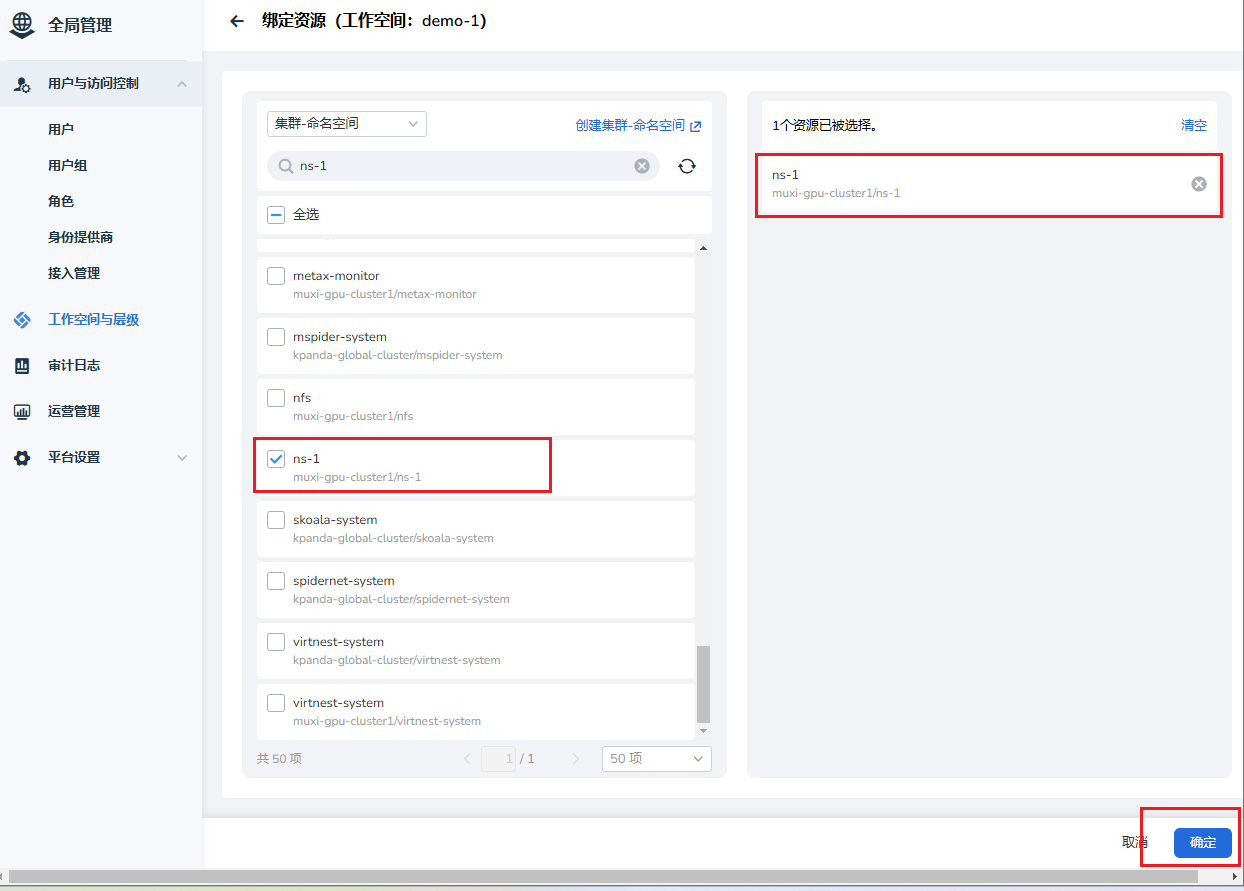 全局管理
用户与访问控制
用户
用户组
角色
身份提供商
接入管理
工作空间与层级
审计日志
运营管理
平台设置
绑定资源（工作空间：demo-1）
集群-命名空间
创建集群-命名空间
ns-1
全选
metax-monitor
muxi-gpu-cluster1/metax-monitor
mspider-system
kpanda-global-cluster/mspider-system
nfs
muxi-gpu-cluster1/nfs
ns-1
muxi-gpu-cluster1/ns-1
skoala-system
kpanda-global-cluster/skoala-system
spidernet-system
kpanda-global-cluster/spidernet-system
virtnest-system
kpanda-global-cluster/virtnest-system
virtnest-system
muxi-gpu-cluster1/virtnest-system
共 50 项
1 / 1
50 项
1个资源已被选择。
清空
ns-1
muxi-gpu-cluster1/ns-1
取消
确定